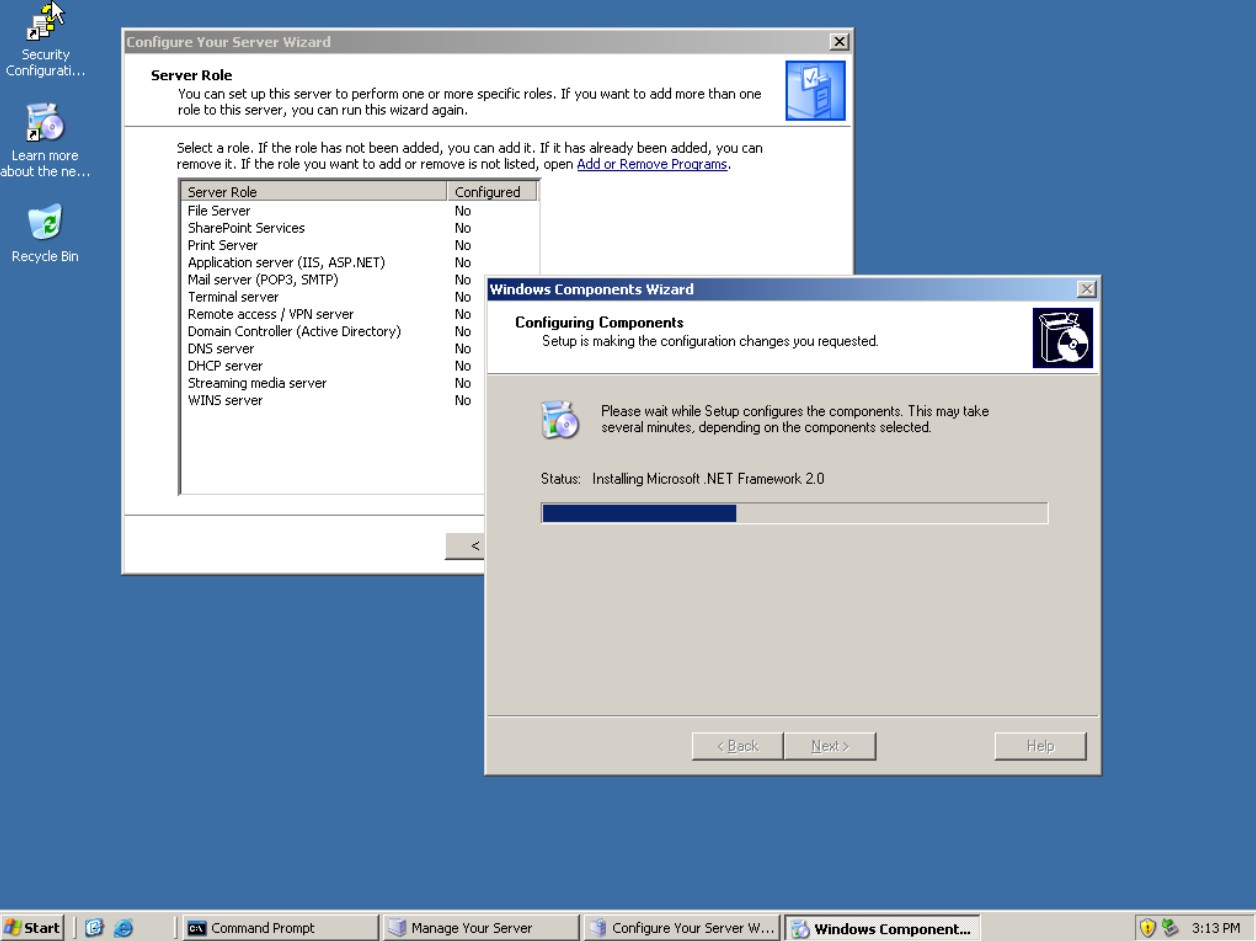 Security
Configurati...
Learn more
about the ne...
Recycle Bin
Configure Your Server Wizard
Server Role
You can set up this server to perform one or more specific roles. If you want to add more than one
role to this server, you can run this wizard again.
Select a role. If the role has not been added, you can add it. If it has already been added, you can
remove it. If the role you want to add or remove is not listed, open Add or Remove Programs.
Server Role Configured
File Server No
SharePoint Services No
Print Server No
Application server (IIS, ASP.NET) No
Mail server (POP3, SMTP) No
Terminal server No
Remote access / VPN server No
Domain Controller (Active Directory) No
DNS server No
DHCP server No
Streaming media server No
WINS server No
<
Windows Components Wizard
Configuring Components
Setup is making the configuration changes you requested.
Please wait while Setup configures the components. This may take
several minutes, depending on the components selected.
Status: Installing Microsoft .NET Framework 2.0
< Back Next > Help
Start Command Prompt Manage Your Server Configure Your Server W... Windows Component... 3:13 PM